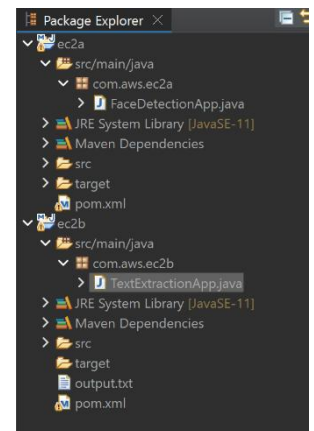 Package Explorer
ec2a
src/main/java
com.aws.ec2a
FaceDetectionApp.java
JRE System Library [JavaSE-11]
Maven Dependencies
src
target
pom.xml
ec2b
src/main/java
com.aws.ec2b
TextExtractionApp.java
JRE System Library [JavaSE-11]
Maven Dependencies
src
target
output.txt
pom.xml